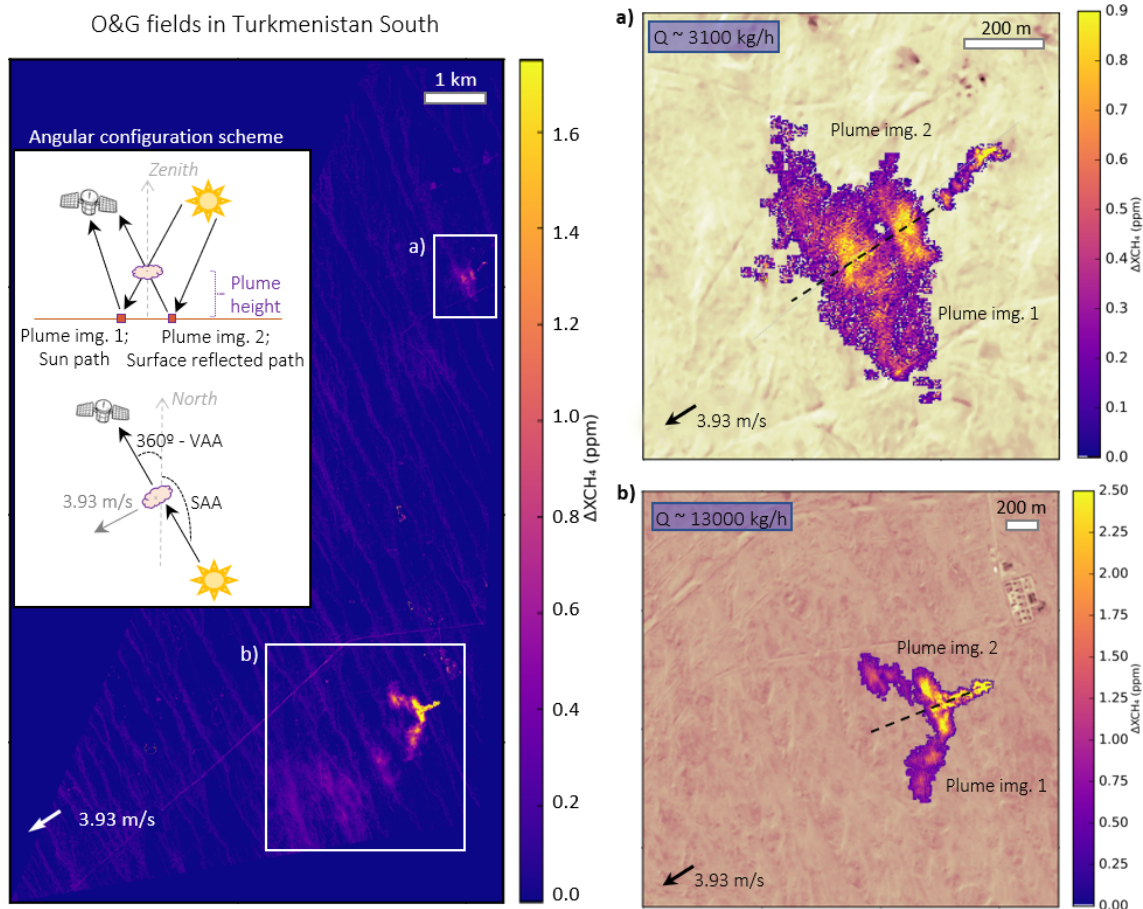 O&G fields in Turkmenistan South
1 km
Angular configuration scheme
Zenith
Plume
height
Plume img. 1;
Sun path
Plume img. 2;
Surface reflected path
North
360º - VAA
SAA
3.93 m/s
a)
b)
3.93 m/s
1.6
1.4
1.2
1.0
0.8
0.6
0.4
0.2
0.0
ΔXCH₄ (ppm)
a)
Q ~ 3100 kg/h
200 m
Plume img. 2
Plume img. 1
3.93 m/s
0.9
0.8
0.7
0.6
0.5
0.4
0.3
0.2
0.1
0.0
ΔXCH₄ (ppm)
b)
Q ~ 13000 kg/h
200 m
Plume img. 2
Plume img. 1
3.93 m/s
2.50
2.25
2.00
1.75
1.50
1.25
1.00
0.75
0.50
0.25
0.00
ΔXCH₄ (ppm)